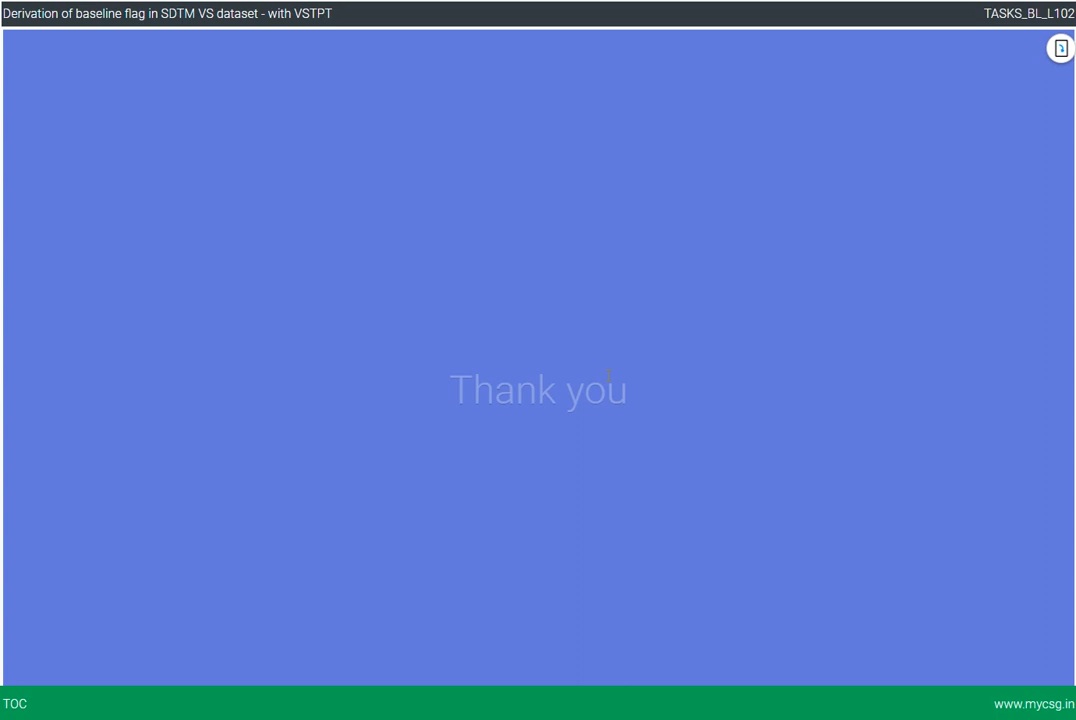 Derivation of baseline flag in SDTM VS dataset - with VSTPT
TASKS_BL_L102
Thank you
TOC
www.mycsg.in